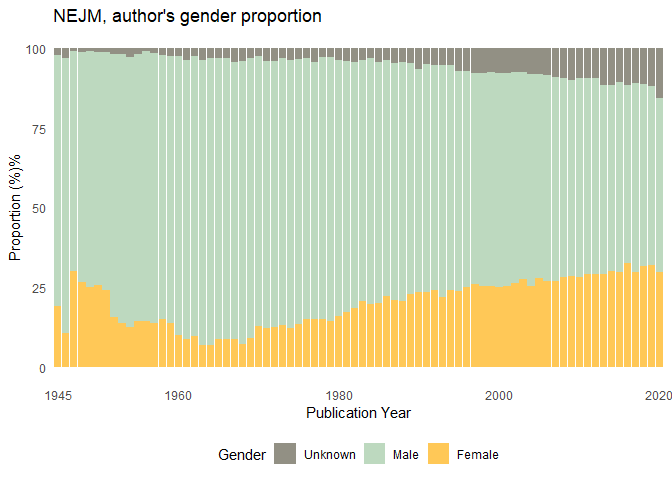 NEJM, author's gender proportion
100
75
50
25
0
Proportion (%)%
1945 1960 1980 2000 2020
Publication Year
Gender Unknown Male Female